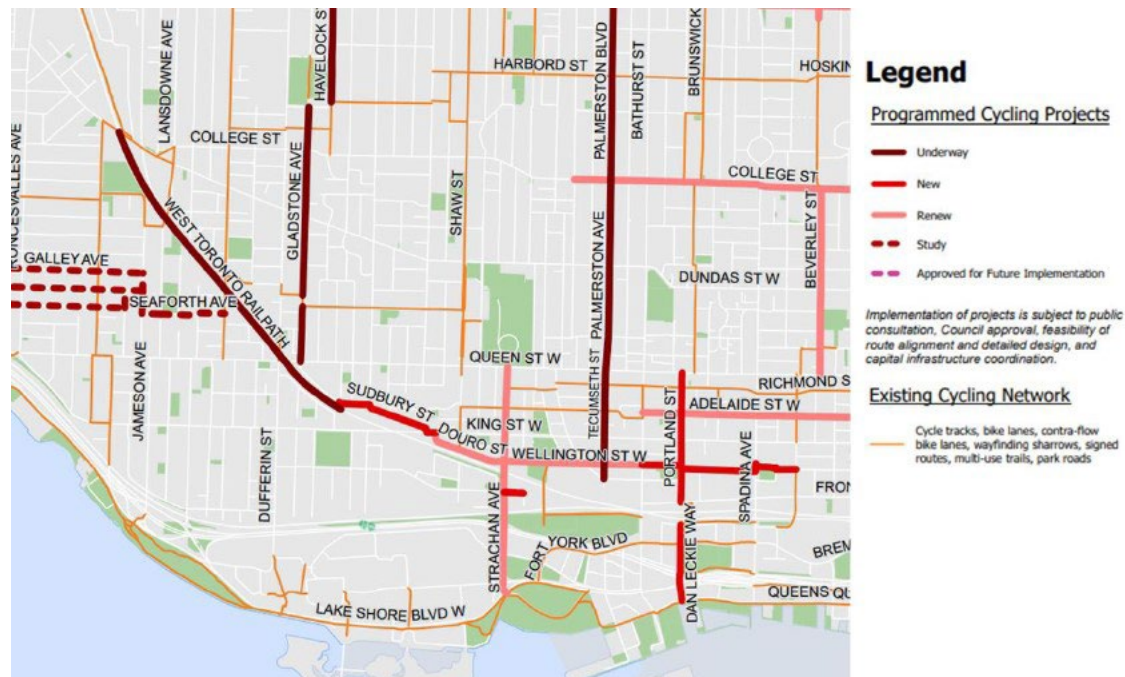 LANSDOWNE AVE
HAVELOCK S
HARBORD ST
PALMERSTON BLVD
BATHURST ST
BRUNSWICK
HOSKIN
COLLEGE ST
COLLEGE ST
RONCESVALLES AVE
GLADSTONE AVE
SHAW ST
WEST TORONTO RAILPATH
BEVERLEY ST
GALLEY AVE
SEAFORTH AVE
DUNDAS ST W
PALMERSTON AVE
JAMESON AVE
QUEEN ST W
TECUMSETH ST
RICHMOND S
SUDBURY ST
PORTLAND ST
ADELAIDE ST W
KING ST W
DOURO ST
WELLINGTON ST W
DUFFERIN ST
SPADINA AVE
FRON
STRACHAN AVE
FORT YORK BLVD
BREM
DAN LECKIE WAY
QUEENS QU
LAKE SHORE BLVD W
Legend
Programmed Cycling Projects
Underway
New
Renew
Study
Approved for Future Implementation
Implementation of projects is subject to public
consultation, Council approval, feasibility of
route alignment and detailed design, and
capital infrastructure coordination.
Existing Cycling Network
Cycle tracks, bike lanes, contra-flow
bike lanes, wayfinding sharrows, signed
routes, multi-use trails, park roads